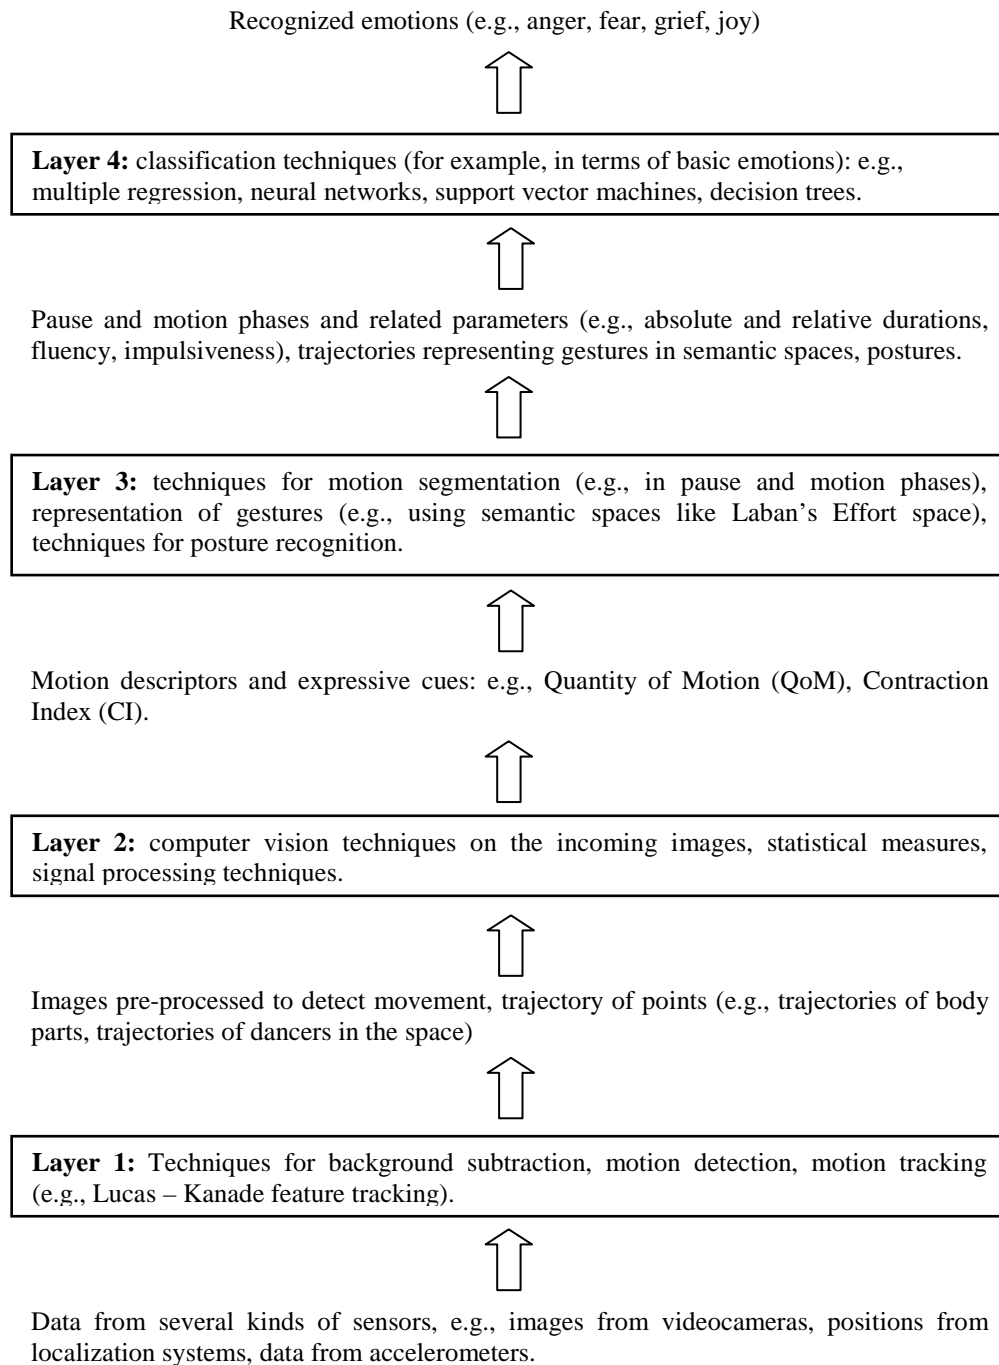 Recognized emotions (e.g., anger, fear, grief, joy)
Layer 4: classification techniques (for example, in terms of basic emotions): e.g.,
multiple regression, neural networks, support vector machines, decision trees.
Pause and motion phases and related parameters (e.g., absolute and relative durations,
fluency, impulsiveness), trajectories representing gestures in semantic spaces, postures.
Layer 3: techniques for motion segmentation (e.g., in pause and motion phases),
representation of gestures (e.g., using semantic spaces like Laban's Effort space),
techniques for posture recognition.
Motion descriptors and expressive cues: e.g., Quantity of Motion (QoM), Contraction
Index (CI).
Layer 2: computer vision techniques on the incoming images, statistical measures,
signal processing techniques.
Images pre-processed to detect movement, trajectory of points (e.g., trajectories of body
parts, trajectories of dancers in the space)
Layer 1: Techniques for background subtraction, motion detection, motion tracking
(e.g., Lucas – Kanade feature tracking).
Data from several kinds of sensors, e.g., images from videocameras, positions from
localization systems, data from accelerometers.